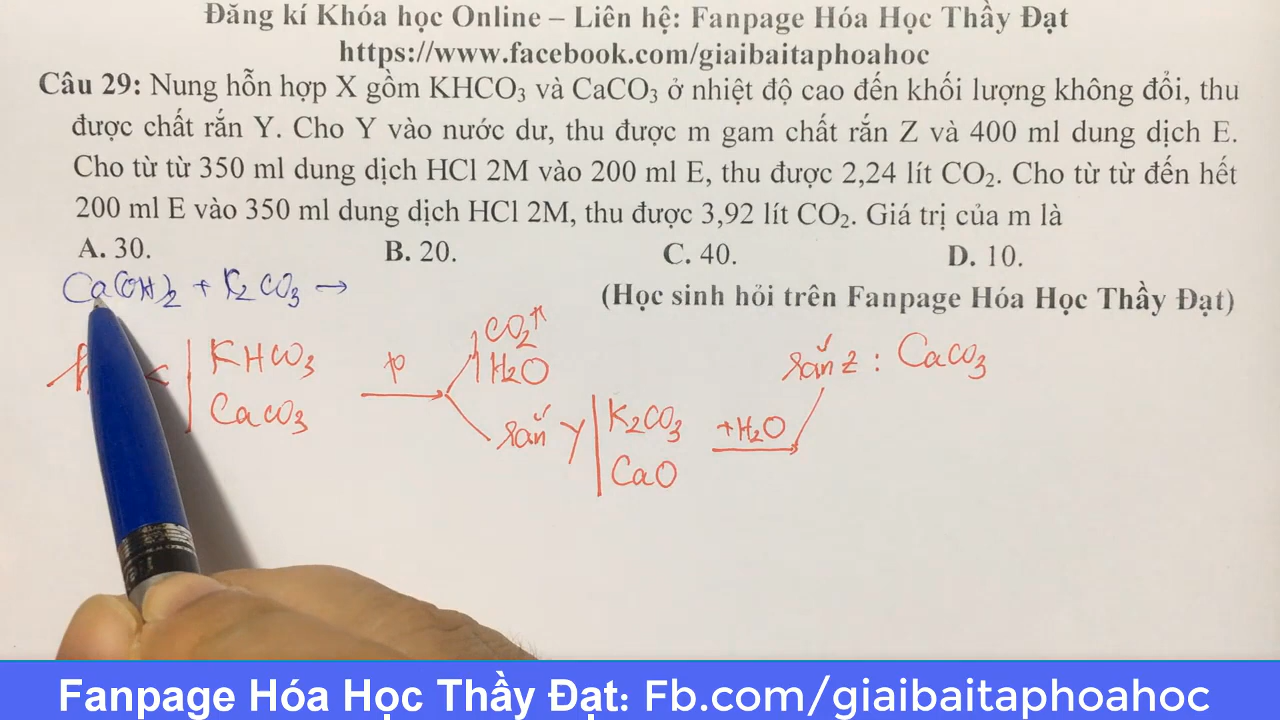 Đăng kí Khóa học Online – Liên hệ: Fanpage Hóa Học Thầy Đạt
https://www.facebook.com/giaibaitaphoahoc
Câu 29: Nung hỗn hợp X gồm KHCO₃ và CaCO₃ ở nhiệt độ cao đến khối lượng không đổi, thu
được chất rắn Y. Cho Y vào nước dư, thu được m gam chất rắn Z và 400 ml dung dịch E.
Cho từ từ 350 ml dung dịch HCl 2M vào 200 ml E, thu được 2,24 lít CO₂. Cho từ từ đến hết
200 ml E vào 350 ml dung dịch HCl 2M, thu được 3,92 lít CO₂. Giá trị của m là
A. 30. B. 20. C. 40. D. 10.
Ca(OH)₂ + K₂CO₃ →
(Học sinh hỏi trên Fanpage Hóa Học Thầy Đạt)
KHCO₃
CaCO₃
t⁰
CO₂↑
H₂O
rắn Y
K₂CO₃
CaO
+H₂O
rắn Z : CaCO₃
Fanpage Hóa Học Thầy Đạt: Fb.com/giaibaitaphoahoc